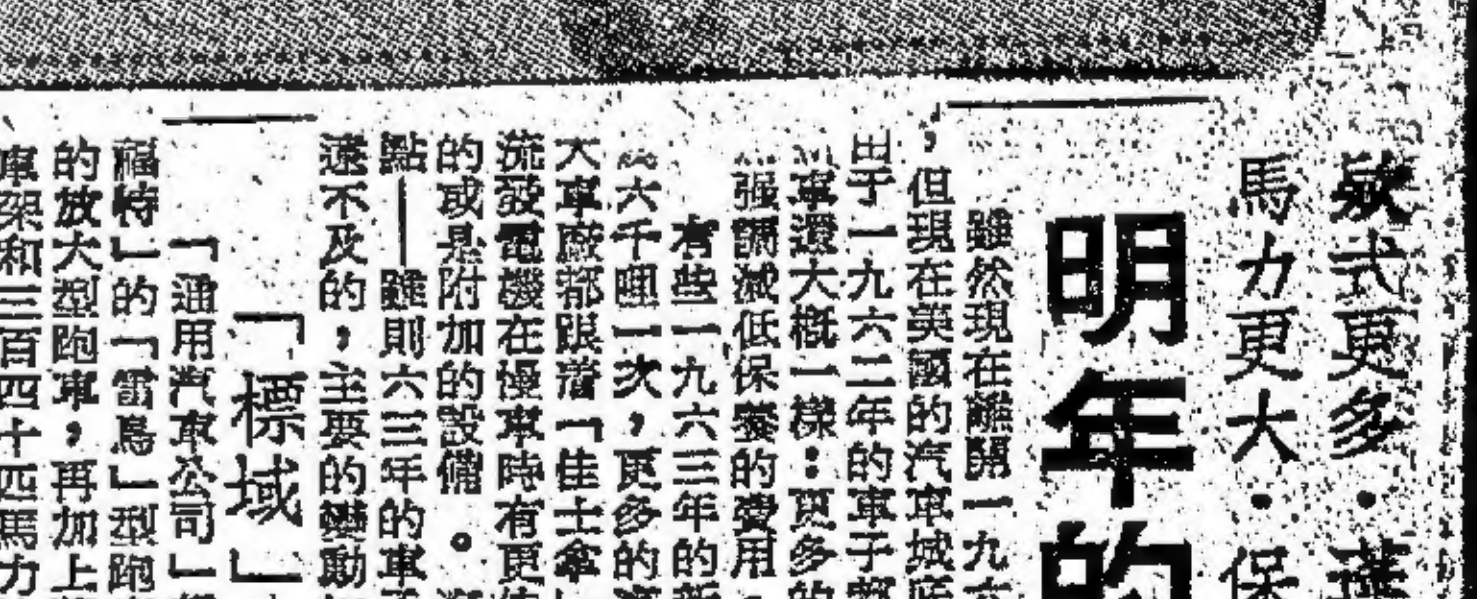 欵式更多·
馬力更大·保
明年的
雖然現在離開一九六
，但現在美國的汽車城底
由于一九六二年的車子
車還大概一樣：更多的
强調減低保養的費用
有些一九六三年的新
六千哩一次，更多的
大車廠都跟着「佳士拿」
流發電機在慢車時有更
的或是附加的設備。
點——雖則六三年的車子
遠不及的，主要的變動
「標域」
「通用汽車公司」
福特」的「雷鳥」型跑
的放大型跑車，再加上
車架和三百四十匹馬力